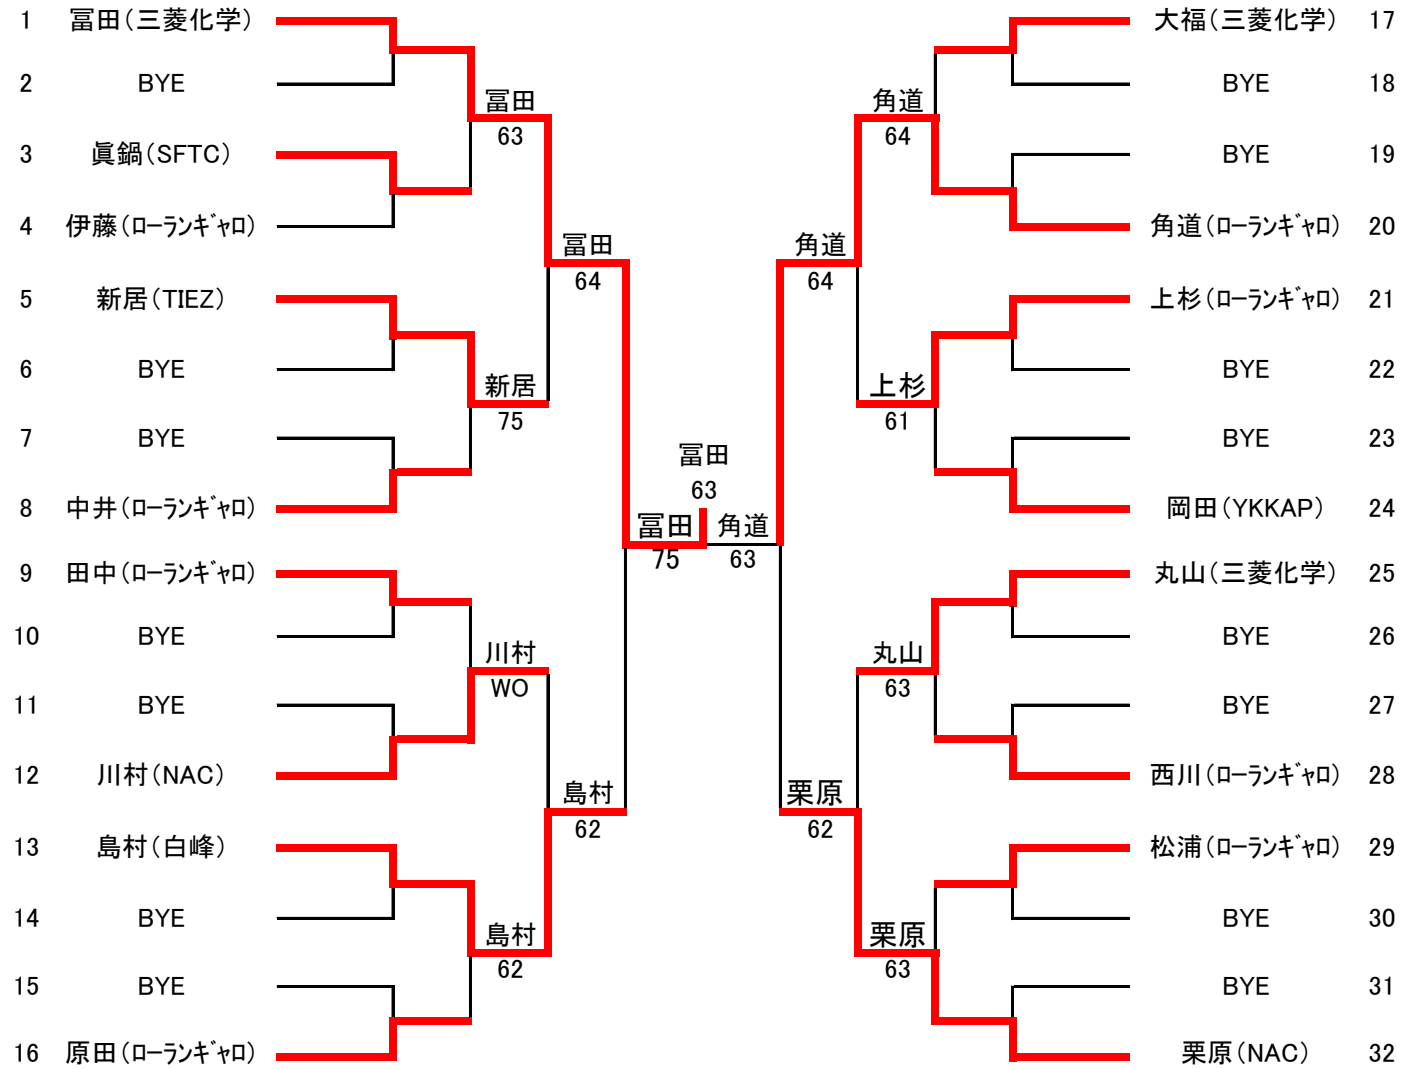 1 冨田(三菱化学)
2 BYE
3 眞鍋(SFTC)
4 伊藤(ﾛｰﾗﾝｷﾞｬﾛ)
5 新居(TIEZ)
6 BYE
7 BYE
8 中井(ﾛｰﾗﾝｷﾞｬﾛ)
9 田中(ﾛｰﾗﾝｷﾞｬﾛ)
10 BYE
11 BYE
12 川村(NAC)
13 島村(白峰)
14 BYE
15 BYE
16 原田(ﾛｰﾗﾝｷﾞｬﾛ)
冨田
63
新居
75
川村
WO
島村
62
冨田
64
島村
62
冨田
63
冨田
75
角道
63
角道
64
栗原
62
角道
64
上杉
61
丸山
63
栗原
63
大福(三菱化学) 17
BYE 18
BYE 19
角道(ﾛｰﾗﾝｷﾞｬﾛ) 20
上杉(ﾛｰﾗﾝｷﾞｬﾛ) 21
BYE 22
BYE 23
岡田(YKKAP) 24
丸山(三菱化学) 25
BYE 26
BYE 27
西川(ﾛｰﾗﾝｷﾞｬﾛ) 28
松浦(ﾛｰﾗﾝｷﾞｬﾛ) 29
BYE 30
BYE 31
栗原(NAC) 32